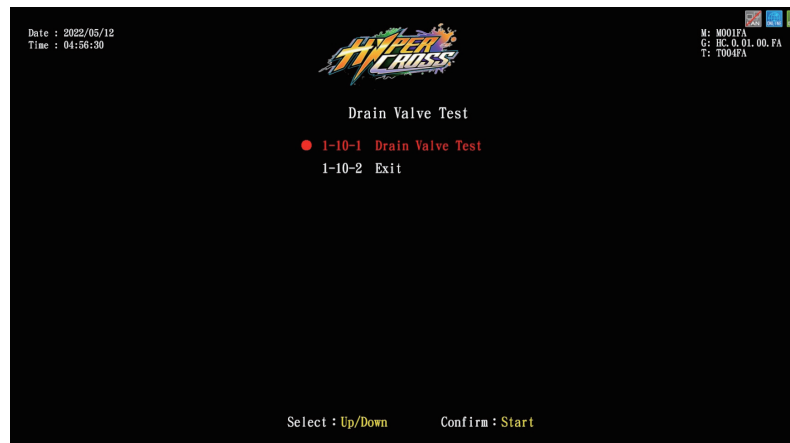 Date : 2022/05/12
Time : 04:56:30
HYPER
CROSS
M: M001FA
G: HC.0.01.00.FA
T: T004FA
Drain Valve Test
1-10-1 Drain Valve Test
1-10-2 Exit
Select：Up/Down Confirm：Start